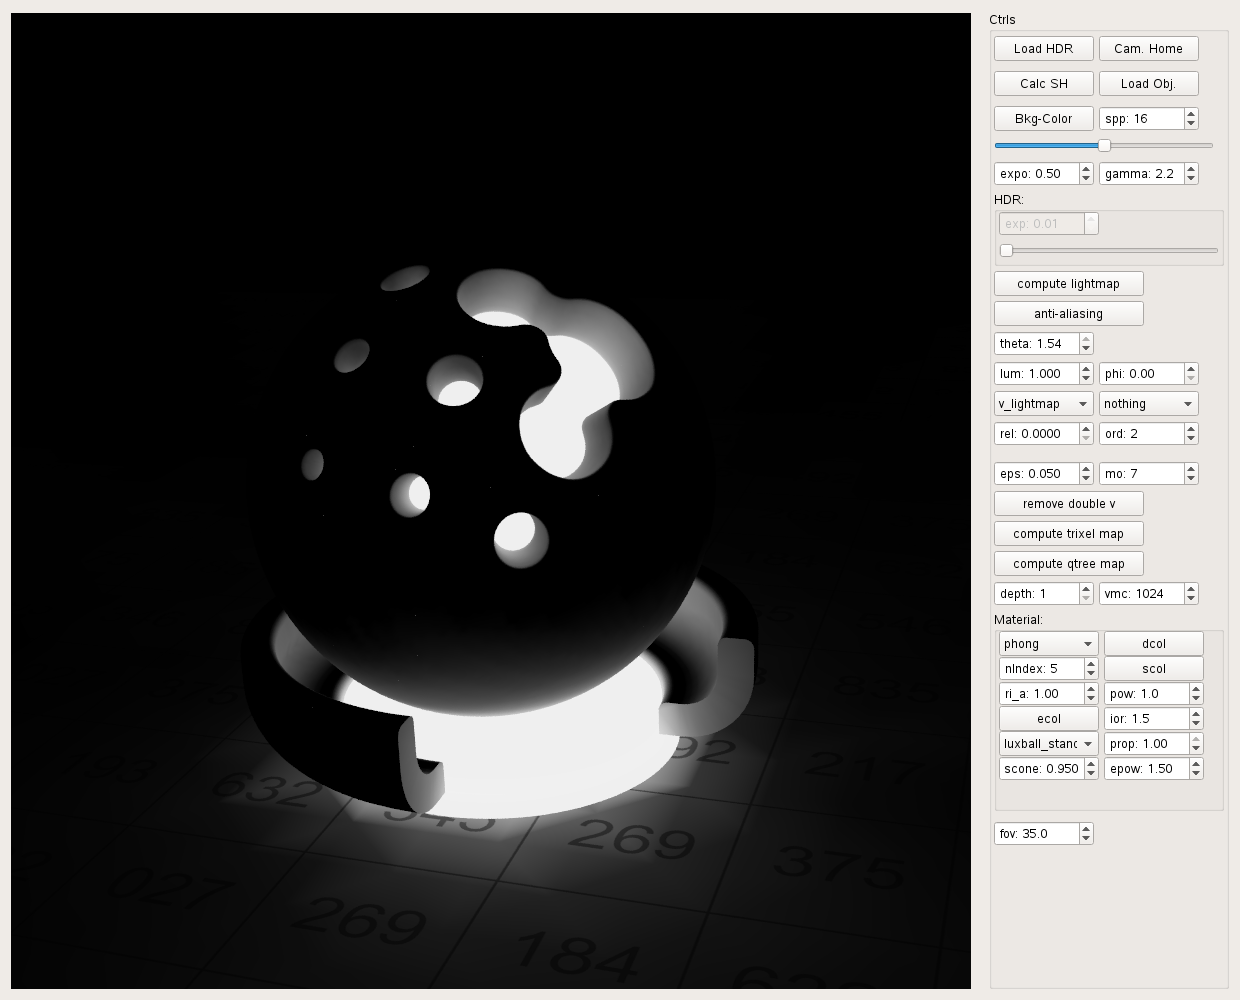 Ctrls
Load HDR Cam. Home
Calc SH Load Obj.
Bkg-Color spp: 16
expo: 0.50 gamma: 2.2
HDR:
exp: 0.01
compute lightmap
anti-aliasing
theta: 1.54
lum: 1.000 phi: 0.00
v_lightmap nothing
rel: 0.0000 ord: 2
eps: 0.050 mo: 7
remove double v
compute trixel map
compute qtree map
depth: 1 vmc: 1024
Material:
phong dcol
nIndex: 5 scol
ri_a: 1.00 pow: 1.0
ecol ior: 1.5
luxball_stanc prop: 1.00
scone: 0.950 epow: 1.50
fov: 35.0
835
193 632 92 217
345 269 375
027 269 184